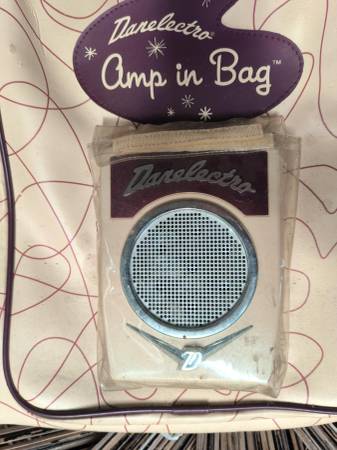 Danelectro®
Amp in Bag™
Danelectro
D